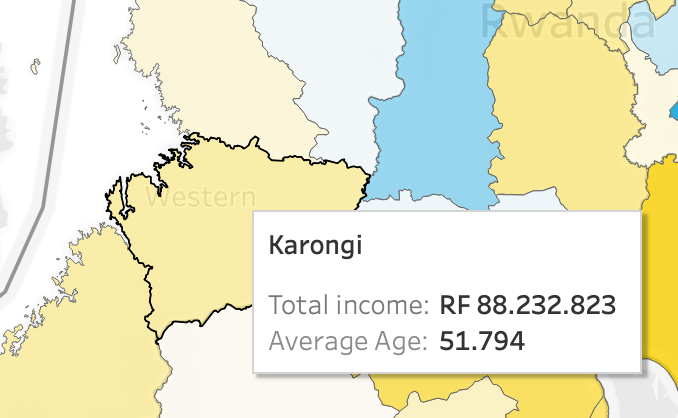 Rwanda
Western
Karongi
Total income: RF 88.232.823
Average Age: 51.794